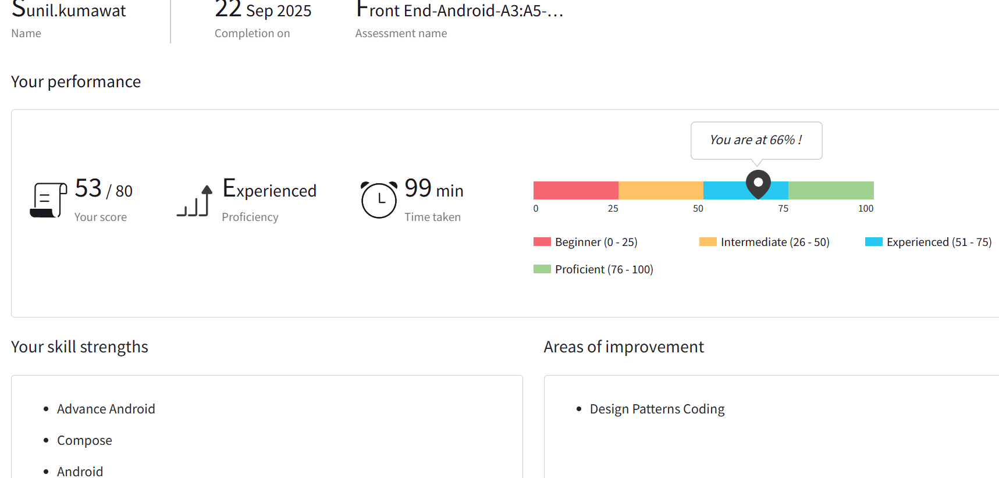 Sunil.kumawat
Name
22 Sep 2025
Completion on
Front End-Android-A3:A5-...
Assessment name
Your performance
53 / 80
Your score
Experienced
Proficiency
99 min
Time taken
You are at 66% !
0 25 50 75 100
Beginner (0 - 25) Intermediate (26 - 50) Experienced (51 - 75)
Proficient (76 - 100)
Your skill strengths
• Advance Android
• Compose
• Android
Areas of improvement
• Design Patterns Coding